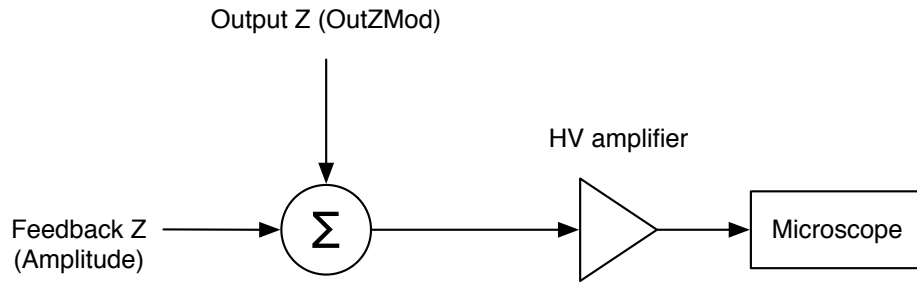 Output Z (OutZMod)
HV amplifier
Feedback Z
(Amplitude)
Σ
Microscope